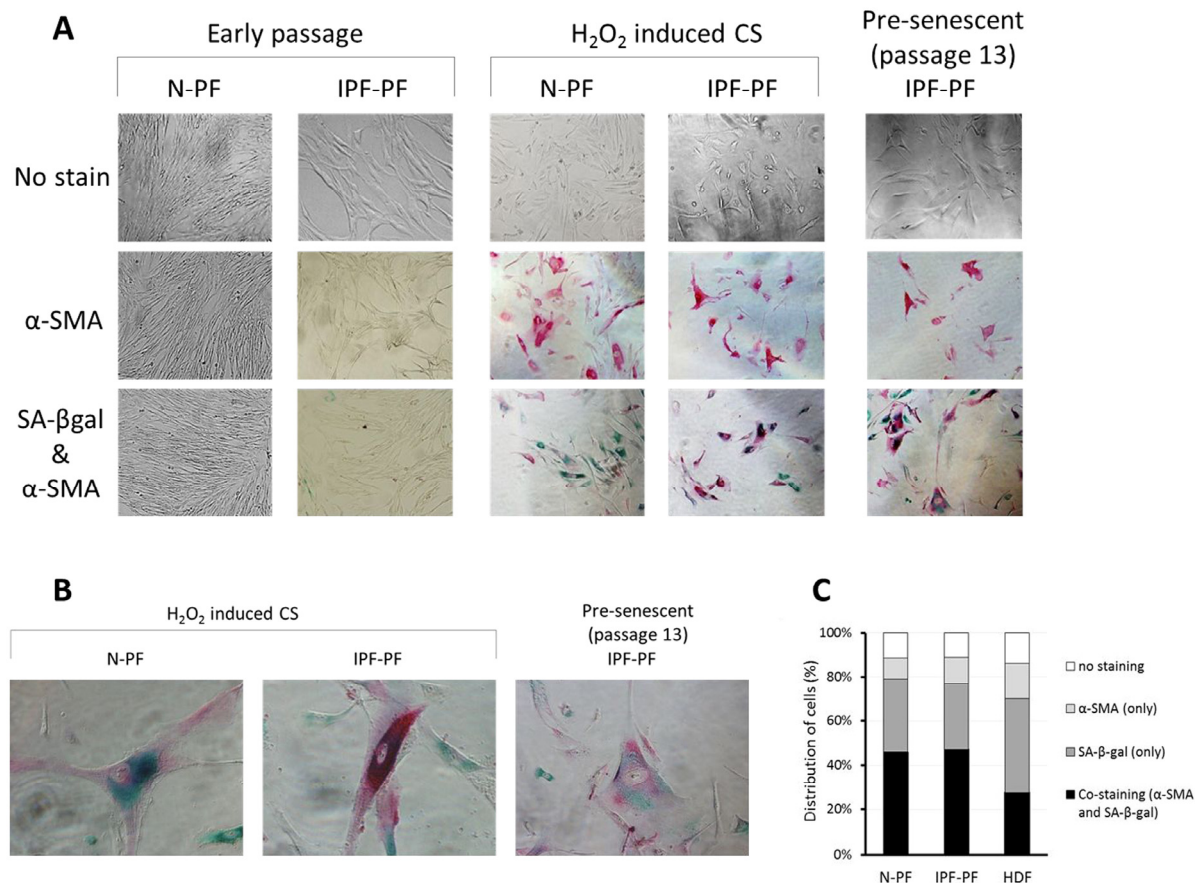 A
Early passage
H₂O₂ induced CS
Pre-senescent
(passage 13)
N-PF
IPF-PF
N-PF
IPF-PF
IPF-PF
No stain
α-SMA
SA-βgal
&
α-SMA
B
H₂O₂ induced CS
Pre-senescent
(passage 13)
N-PF
IPF-PF
IPF-PF
C
Distribution of cells (%)
100%
80%
60%
40%
20%
0%
N-PF
IPF-PF
HDF
no staining
α-SMA (only)
SA-β-gal (only)
Co-staining (α-SMA
and SA-β-gal)